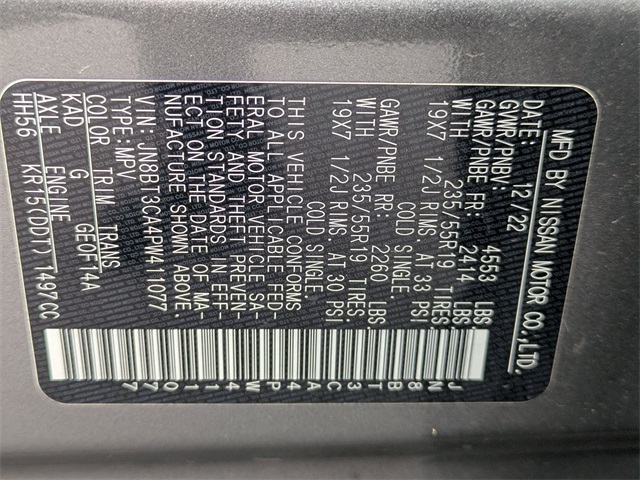 MFD BY NISSAN MOTOR CO.,LTD.
DATE: 12/22
GVWR/PNBV: 4553 LBS.
GAWR/PNBE FR: 2414 LBS.
WITH 235/55R19 TIRES,
19X7 1/2J RIMS, AT 33 PSI
COLD SINGLE.
GAWR/PNBE RR: 2260 LBS.
WITH 235/55R19 TIRES,
19X7 1/2J RIMS, AT 30 PSI
COLD SINGLE.
THIS VEHICLE CONFORMS
TO ALL APPLICABLE FED-
ERAL MOTOR VEHICLE SA-
FETY AND THEFT PREVEN-
TION STANDARDS IN EFF-
ECT ON THE DATE OF MA-
NUFACTURE SHOWN ABOVE.
VIN: JN8BT3CA4PW411077
TYPE: MPV
COLOR TRIM TRANS
KAD G GE0F14A
AXLE ENGINE
HH56 KR15(DDT) 1497CC
JN8BT3CA4PW411077